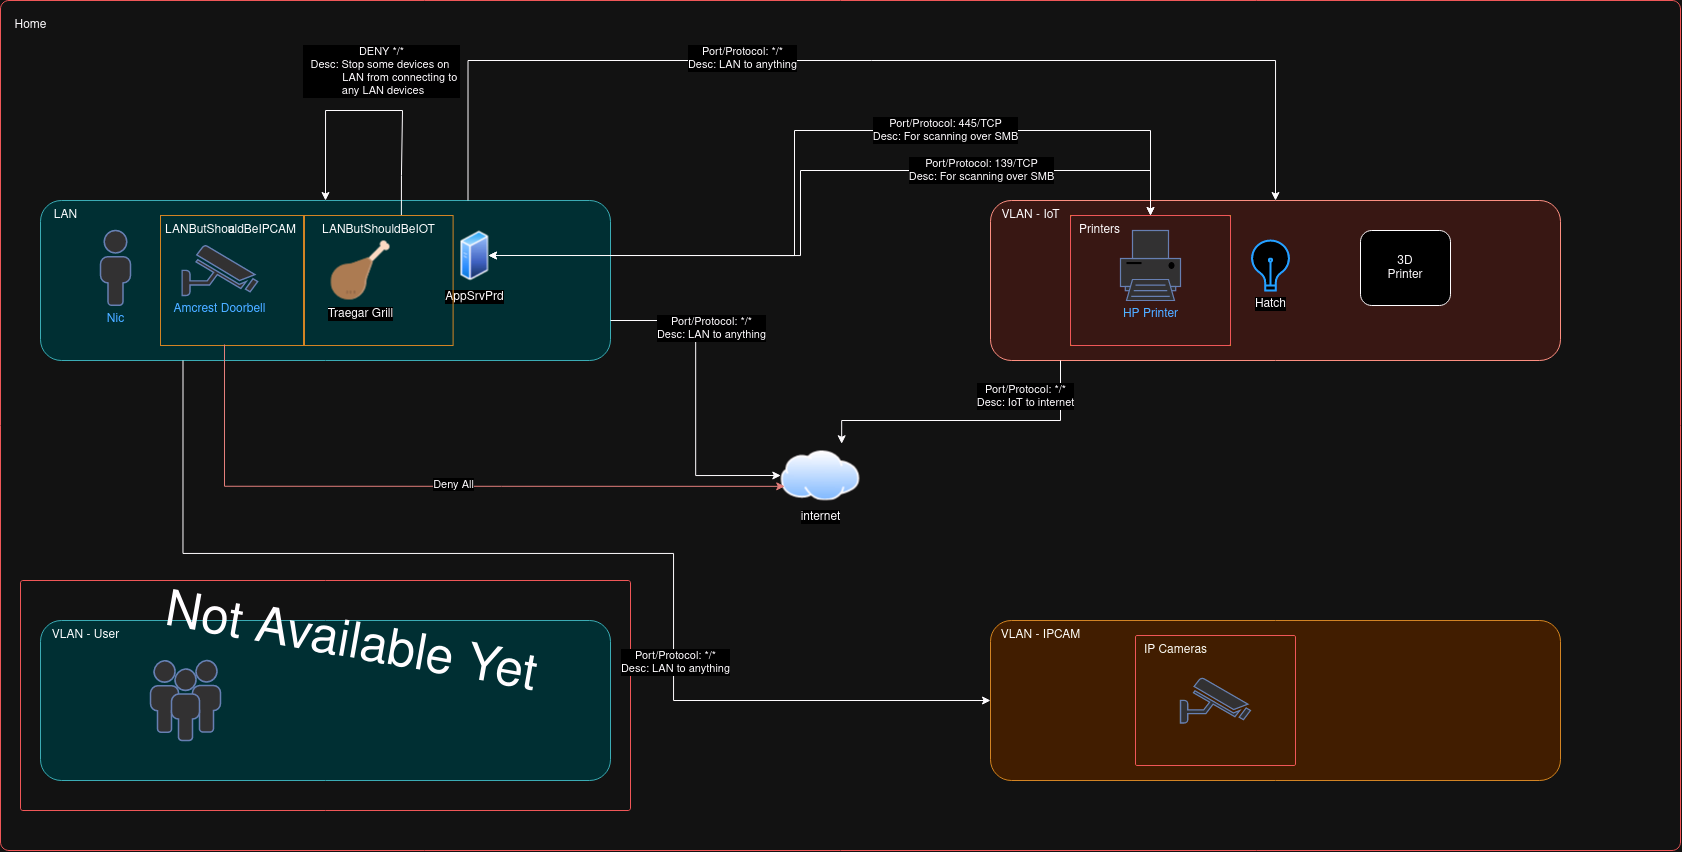 Home
DENY */*
Desc: Stop some devices on
LAN from connecting to
any LAN devices
Port/Protocol: */*
Desc: LAN to anything
Port/Protocol: 445/TCP
Desc: For scanning over SMB
Port/Protocol: 139/TCP
Desc: For scanning over SMB
LAN
LANButShouldBeIPCAM
LANButShouldBeIOT
Nic
Amcrest Doorbell
Traegar Grill
AppSrvPrd
VLAN - IoT
Printers
HP Printer
Hatch
3D
Printer
Port/Protocol: */*
Desc: LAN to anything
Port/Protocol: */*
Desc: IoT to internet
Deny All
internet
Not Available Yet
VLAN - User
Port/Protocol: */*
Desc: LAN to anything
VLAN - IPCAM
IP Cameras